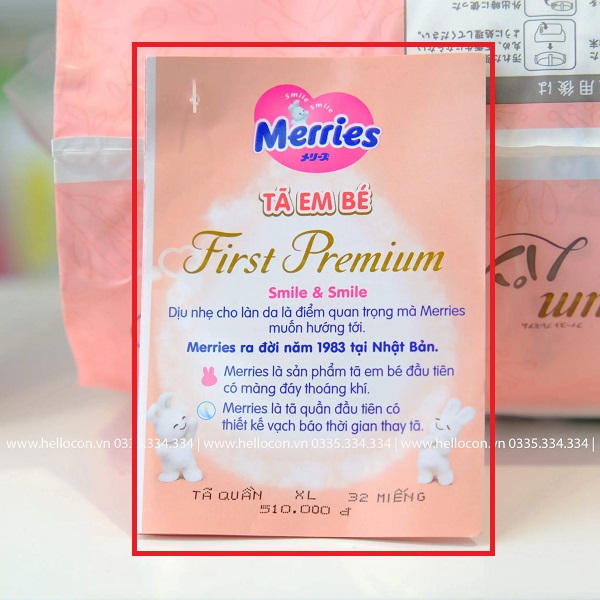 Smile Smile
Merries
メリーズ
TÃ EM BÉ
First Premium
Smile & Smile
Dịu nhẹ cho làn da là điểm quan trọng mà Merries
muốn hướng tới.
Merries ra đời năm 1983 tại Nhật Bản.
Merries là sản phẩm tã em bé đầu tiên
có màng đáy thoáng khí.
Merries là tã quần đầu tiên có
thiết kế vạch báo thời gian thay tã.
www.hellocon.vn 0335.334.334 | www.hellocon.vn 0335.334.334 | www.hellocon.vn 0335.334.334 |
TÃ QUẦN XL 32 MIẾNG
510.000 đ